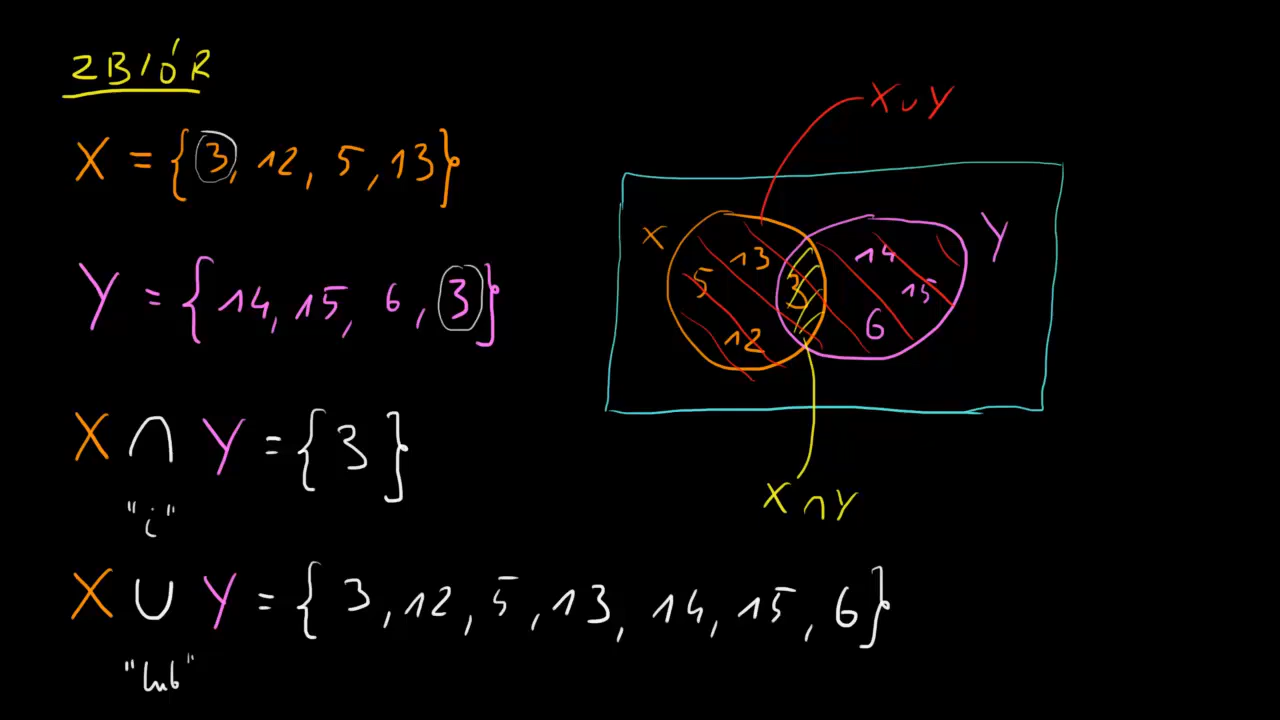 ZBIÓR
X = {3, 12, 5, 13}
Y = {14, 15, 6, 3}
X ∩ Y = {3}
"i"
X ∪ Y = {3, 12, 5, 13, 14, 15, 6}
"lub"
X ∪ Y
X
Y
13
14
5
3
15
12
6
X ∩ Y